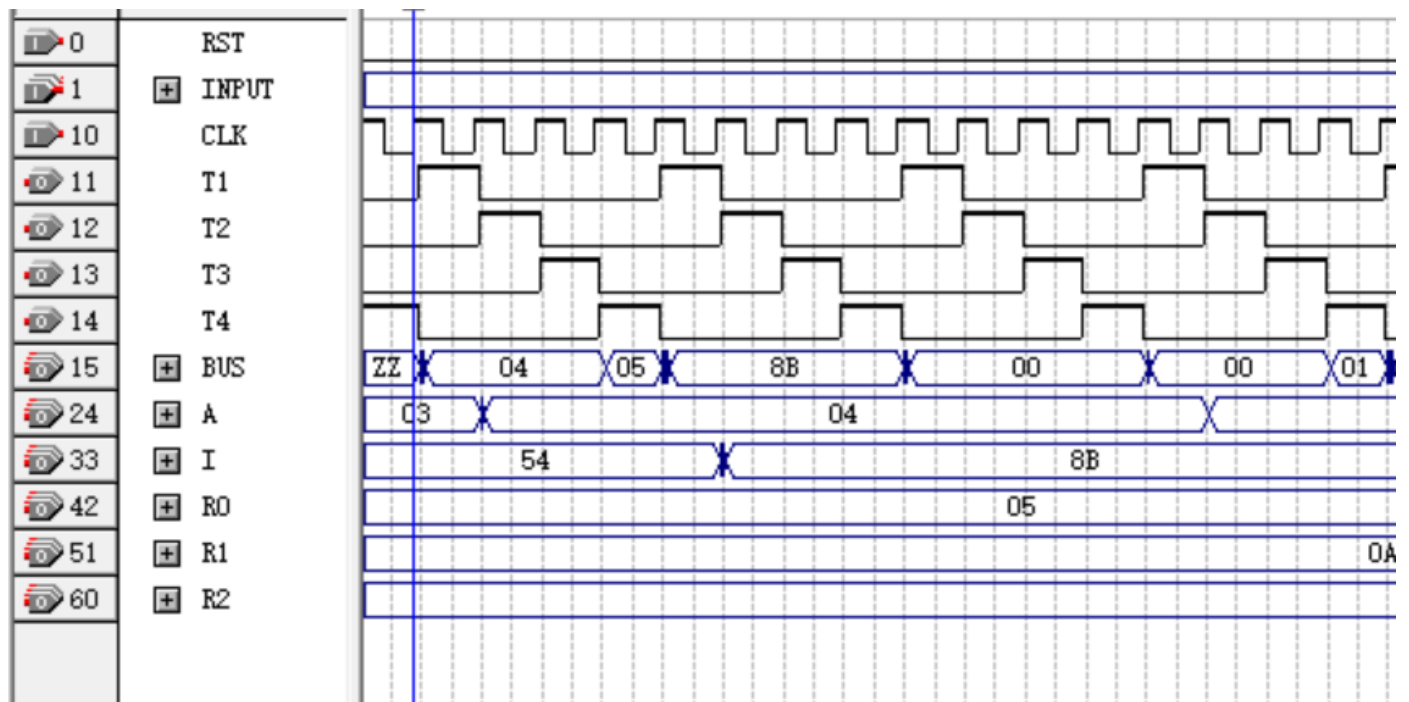 0 RST
1 INPUT
10 CLK
11 T1
12 T2
13 T3
14 T4
15 BUS ZZ 04 05 8B 00 00 01
24 A 03 04
33 I 54 8B
42 R0 05
51 R1 0A
60 R2